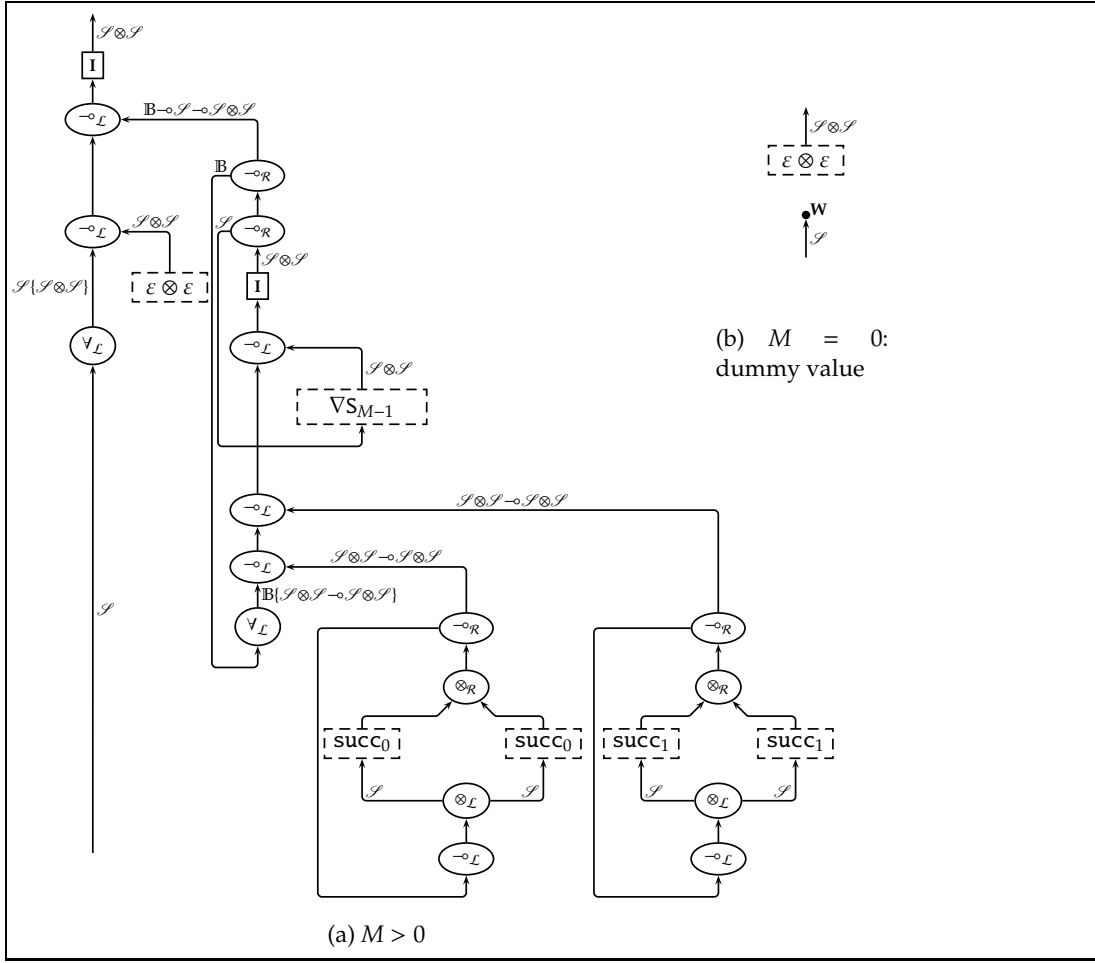 𝒮⊗𝒮
I
⊸ℒ
𝔹⊸𝒮⊸𝒮⊗𝒮
𝒮⊗𝒮
ε ⊗ ε
𝔹
⊸ℛ
W
𝒮
⊸ℒ
𝒮⊗𝒮
𝒮
⊸ℛ
𝒮⊗𝒮
𝒮{𝒮⊗𝒮}
ε ⊗ ε
I
∀ℒ
⊸ℒ
(b) M = 0:
dummy value
𝒮⊗𝒮
∇S_{M−1}
⊸ℒ
𝒮⊗𝒮⊸𝒮⊗𝒮
⊸ℒ
𝒮⊗𝒮⊸𝒮⊗𝒮
𝔹{𝒮⊗𝒮⊸𝒮⊗𝒮}
𝒮
∀ℒ
⊸ℛ
⊸ℛ
⊗ℛ
⊗ℛ
succ₀
succ₀
succ₁
succ₁
𝒮
⊗ℒ
𝒮
𝒮
⊗ℒ
𝒮
⊸ℒ
⊸ℒ
(a) M > 0